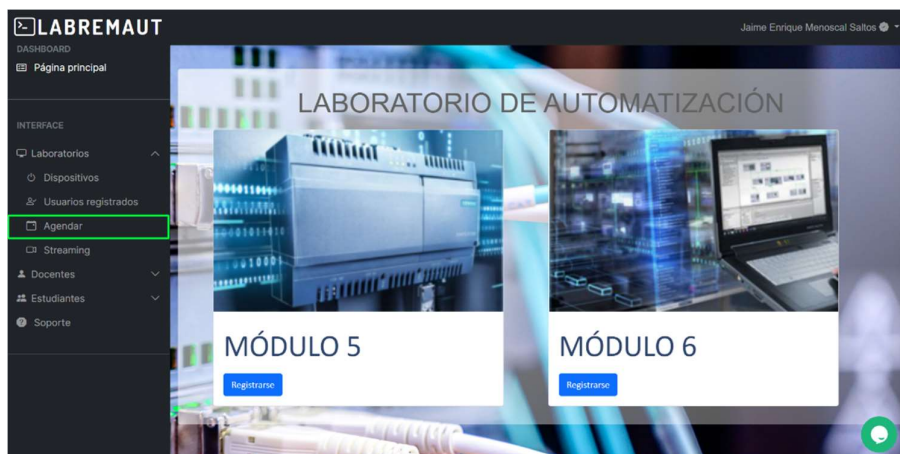 LABREMAUT
Jaime Enrique Menoscal Saltos
DASHBOARD
Página principal
INTERFACE
Laboratorios
Dispositivos
Usuarios registrados
Agendar
Streaming
Docentes
Estudiantes
Soporte
LABORATORIO DE AUTOMATIZACIÓN
MÓDULO 5
Registrarse
MÓDULO 6
Registrarse